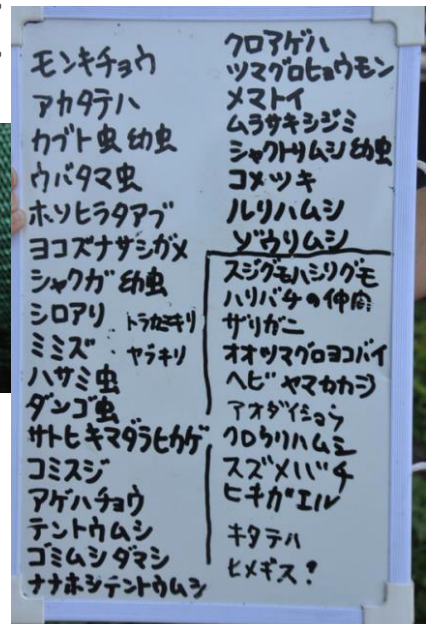 モンキチョウ
アカタテハ
カブト虫 幼虫
ウバタマ虫
ホソヒラタアブ
ヨコズナサシガメ
シャクガ 幼虫
シロアリ トラカミキリ
ミミズ ・ヤブキリ
ハサミ虫
ダンゴ虫
サトヒキマダラヒカゲ
コミスジ
アゲハチョウ
テントウムシ
ゴミムシダマシ
ナナホシテントウムシ
クロアゲハ
ツマグロヒョウモン
メマトイ
ムラサキシジミ
シャクトリムシ 幼虫
コメツキ
ルリハムシ
ゾウリムシ
スジグモハシリグモ
ハリバチの仲間
ザリガニ
オオツマグロヨコバイ
ヘビ ヤマカカジ
アオダイショウ
クロウリハムシ
スズメバチ
ヒキガエル
キタテハ
ヒメギス?